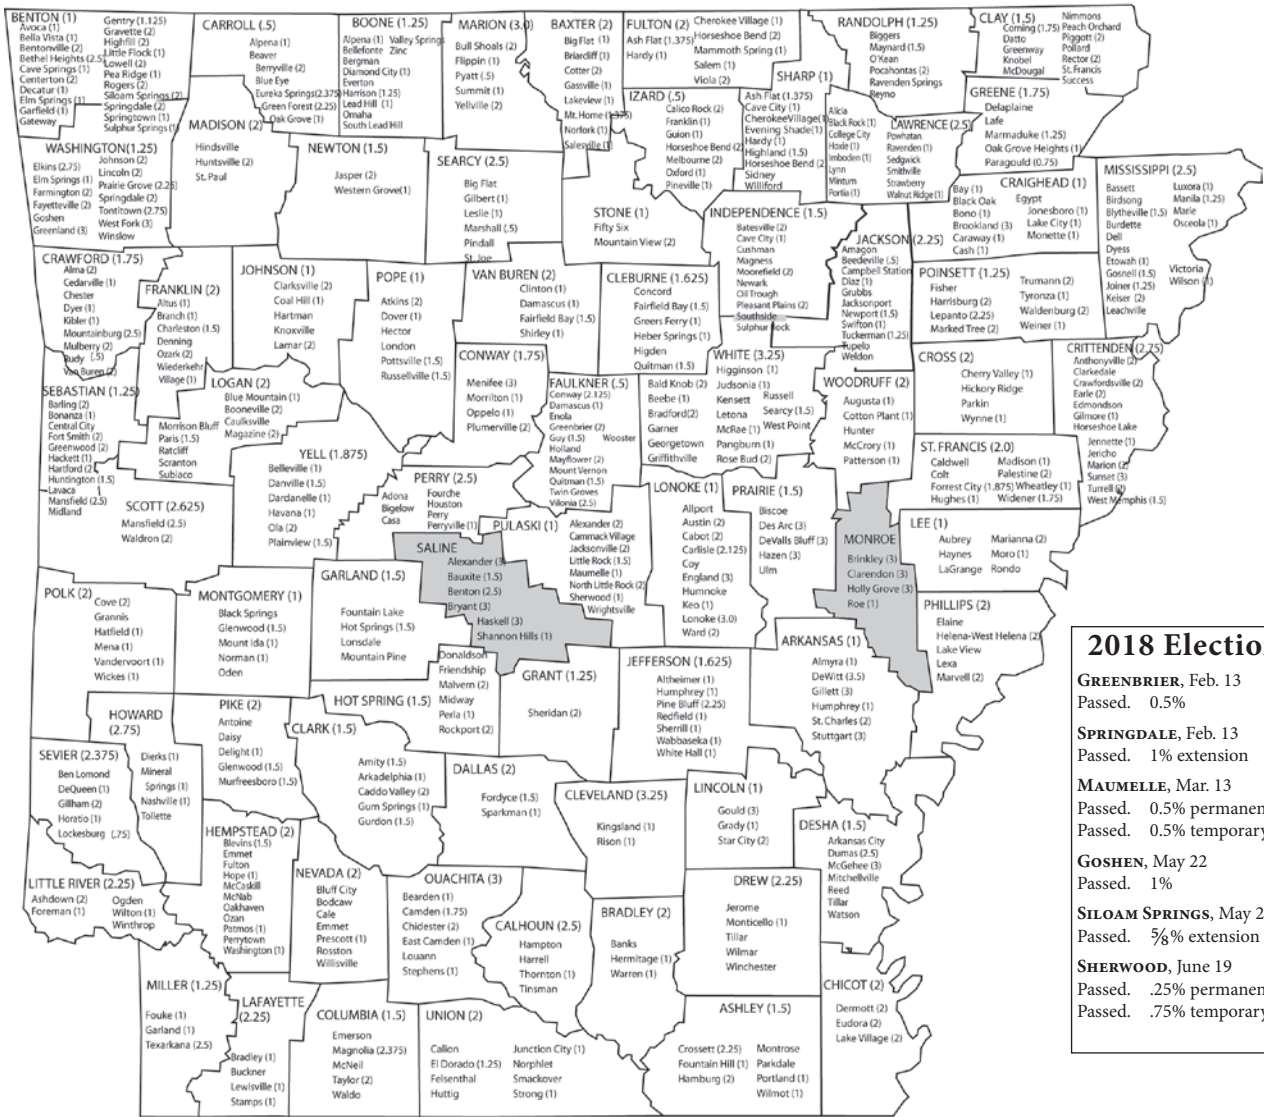 BENTON (1)
Avoca (1)
Bella Vista (1)
Bentonville (2)
Bethel Heights (2.5)
Cave Springs (1)
Centerton (2)
Decatur (1)
Elm Springs (1)
Garfield (1)
Gateway
Gentry (1.125)
Gravette (2)
Highfill (2)
Little Flock (1)
Lowell (2)
Pea Ridge (1)
Rogers (2)
Siloam Springs (2)
Springdale (2)
Springtown (1)
Sulphur Springs (1)
CARROLL (.5)
Alpena (1)
Beaver
Berryville (2)
Blue Eye
Eureka Springs(2.375)
Green Forest (2.25)
Oak Grove (1)
BOONE (1.25)
Alpena (1)
Bellefonte
Bergman
Diamond City (1)
Everton
Harrison (1.25)
Lead Hill (1)
Omaha
South Lead Hill
Valley Springs
Zinc
MARION (3.0)
Bull Shoals (2)
Flippin (1)
Pyatt (.5)
Summit (1)
Yellville (2)
BAXTER (2)
Big Flat (1)
Briarcliff (1)
Cotter (2)
Gassville (1)
Lakeview (1)
Mt. Home (1.375)
Norfork (1)
Salesville (1)
FULTON (2)
Ash Flat (1.375)
Hardy (1)
Cherokee Village (1)
Horseshoe Bend (2)
Mammoth Spring (1)
Salem (1)
Viola (2)
SHARP (1)
Ash Flat (1.375)
Cave City (1)
CherokeeVillage(1)
Evening Shade(1)
Hardy (1)
Highland (1.5)
Horseshoe Bend (2)
Sidney
Williford
RANDOLPH (1.25)
Biggers
Maynard (1.5)
O'Kean
Pocahontas (2)
Ravenden Springs
Reyno
CLAY (1.5)
Corning (1.75)
Datto
Greenway
Knobel
McDougal
Nimmons
Peach Orchard
Piggott (2)
Pollard
Rector (2)
St. Francis
Success
GREENE (1.75)
Delaplaine
Lafe
Marmaduke (1.25)
Oak Grove Heights (1)
Paragould (0.75)
WASHINGTON(1.25)
Elkins (2.75)
Elm Springs (1)
Farmington (2)
Fayetteville (2)
Goshen
Greenland (3)
Johnson (2)
Lincoln (2)
Prairie Grove (2.25)
Springdale (2)
Tontitown (2.75)
West Fork (3)
Winslow
MADISON (2)
Hindsville
Huntsville (2)
St. Paul
NEWTON (1.5)
Jasper (2)
Western Grove(1)
SEARCY (2.5)
Big Flat
Gilbert (1)
Leslie (1)
Marshall (.5)
Pindall
St. Joe
STONE (1)
Fifty Six
Mountain View (2)
IZARD (.5)
Calico Rock (2)
Franklin (1)
Guion (1)
Horseshoe Bend (2)
Melbourne (2)
Oxford (1)
Pineville (1)
LAWRENCE (2.5)
Alicia
Black Rock (1)
College City
Hoxie (1)
Imboden (1)
Lynn
Minturn
Portia (1)
Powhatan
Ravenden (1)
Sedgwick
Smithville
Strawberry
Walnut Ridge (1)
CRAIGHEAD (1)
Bay (1)
Black Oak
Bono (1)
Brookland (3)
Caraway (1)
Cash (1)
Egypt
Jonesboro (1)
Lake City (1)
Monette (1)
MISSISSIPPI (2.5)
Bassett
Birdsong
Blytheville (1.5)
Burdette
Dell
Dyess
Etowah (1)
Gosnell (1.5)
Joiner (1.25)
Keiser (2)
Leachville
Luxora (1)
Manila (1.25)
Marie
Osceola (1)
Victoria
Wilson (1)
INDEPENDENCE (1.5)
Batesville (2)
Cave City (1)
Cushman
Magness
Moorefield (2)
Newark
Oil Trough
Pleasant Plains (2)
Southside
Sulphur Rock
JACKSON (2.25)
Amagon
Beedeville (.5)
Campbell Station
Diaz (1)
Grubbs
Jacksonport
Newport (1.5)
Swifton (1)
Tuckerman (1.25)
Tupelo
Weldon
POINSETT (1.25)
Fisher
Harrisburg (2)
Lepanto (2.25)
Marked Tree (2)
Trumann (2)
Tyronza (1)
Waldenburg (2)
Weiner (1)
CRAWFORD (1.75)
Alma (2)
Cedarville (1)
Chester
Dyer (1)
Kibler (1)
Mountainburg (2.5)
Mulberry (2)
Rudy (.5)
Van Buren (2)
FRANKLIN (2)
Altus (1)
Branch (1)
Charleston (1.5)
Denning
Ozark (2)
Wiederkehr
Village (1)
JOHNSON (1)
Clarksville (2)
Coal Hill (1)
Hartman
Knoxville
Lamar (2)
POPE (1)
Atkins (2)
Dover (1)
Hector
London
Pottsville (1.5)
Russellville (1.5)
VAN BUREN (2)
Clinton (1)
Damascus (1)
Fairfield Bay (1.5)
Shirley (1)
CLEBURNE (1.625)
Concord
Fairfield Bay (1.5)
Greers Ferry (1)
Heber Springs (1)
Higden
Quitman (1.5)
WHITE (3.25)
Bald Knob (2)
Beebe (1)
Bradford(2)
Garner
Georgetown
Griffithville
Higginson (1)
Judsonia (1)
Kensett
Letona
McRae (1)
Pangburn (1)
Rose Bud (2)
Russell
Searcy (1.5)
West Point
WOODRUFF (2)
Augusta (1)
Cotton Plant (1)
Hunter
McCrory (1)
Patterson (1)
CROSS (2)
Cherry Valley (1)
Hickory Ridge
Parkin
Wynne (1)
CRITTENDEN (2.75)
Anthonyville (2)
Clarkedale
Crawfordsville (2)
Earle (2)
Edmondson
Gilmore (1)
Horseshoe Lake
Jennette (1)
Jericho
Marion (2)
Sunset (3)
Turrell (2)
West Memphis (1.5)
SEBASTIAN (1.25)
Barling (2)
Bonanza (1)
Central City
Fort Smith (2)
Greenwood (2)
Hackett (1)
Hartford (2)
Huntington (1.5)
Lavaca
Mansfield (2.5)
Midland
LOGAN (2)
Blue Mountain (1)
Booneville (2)
Caulksville
Magazine (2)
Morrison Bluff
Paris (1.5)
Ratcliff
Scranton
Subiaco
CONWAY (1.75)
Menifee (3)
Morrilton (1)
Oppelo (1)
Plumerville (2)
FAULKNER (.5)
Conway (2.125)
Damascus (1)
Enola
Greenbrier (2)
Guy (1.5)
Holland
Mayflower (2)
Mount Vernon
Quitman (1.5)
Twin Groves
Vilonia (2.5)
Wooster
YELL (1.875)
Belleville (1)
Danville (1.5)
Dardanelle (1)
Havana (1)
Ola (2)
Plainview (1.5)
PERRY (2.5)
Adona
Bigelow
Casa
Fourche
Houston
Perry
Perryville (1)
SCOTT (2.625)
Mansfield (2.5)
Waldron (2)
ST. FRANCIS (2.0)
Caldwell
Colt
Forrest City (1.875)
Hughes (1)
Madison (1)
Palestine (2)
Wheatley (1)
Widener (1.75)
LONOKE (1)
Allport
Austin (2)
Cabot (2)
Carlisle (2.125)
Coy
England (3)
Humnoke
Keo (1)
Lonoke (3.0)
Ward (2)
PRAIRIE (1.5)
Biscoe
Des Arc (3)
DeValls Bluff (3)
Hazen (3)
Ulm
PULASKI (1)
Alexander (2)
Cammack Village
Jacksonville (2)
Little Rock (1.5)
Maumelle (1)
North Little Rock (2)
Sherwood (1)
Wrightsville
SALINE
Alexander (3)
Bauxite (1.5)
Benton (2.5)
Bryant (3)
Haskell (3)
Shannon Hills (1)
MONROE
Brinkley (3)
Clarendon (3)
Holly Grove (3)
Roe (1)
LEE (1)
Aubrey
Haynes
LaGrange
Marianna (2)
Moro (1)
Rondo
PHILLIPS (2)
Elaine
Helena-West Helena (2)
Lake View
Lexa
Marvell (2)
POLK (2)
Cove (2)
Grannis
Hatfield (1)
Mena (1)
Vandervoort (1)
Wickes (1)
MONTGOMERY (1)
Black Springs
Glenwood (1.5)
Mount Ida (1)
Norman (1)
Oden
GARLAND (1.5)
Fountain Lake
Hot Springs (1.5)
Lonsdale
Mountain Pine
HOT SPRING (1.5)
Donaldson
Friendship
Malvern (2)
Midway
Perla (1)
Rockport (2)
GRANT (1.25)
Sheridan (2)
JEFFERSON (1.625)
Altheimer (1)
Humphrey (1)
Pine Bluff (2.25)
Redfield (1)
Sherrill (1)
Wabbaseka (1)
White Hall (1)
ARKANSAS (1)
Almyra (1)
DeWitt (3.5)
Gillett (3)
Humphrey (1)
St. Charles (2)
Stuttgart (3)
HOWARD
(2.75)
Dierks (1)
Mineral
Springs (1)
Nashville (1)
Tollette
PIKE (2)
Antoine
Daisy
Delight (1)
Glenwood (1.5)
Murfreesboro (1.5)
CLARK (1.5)
Amity (1.5)
Arkadelphia (1)
Caddo Valley (2)
Gum Springs (1)
Gurdon (1.5)
SEVIER (2.375)
Ben Lomond
DeQueen (1)
Gillham (2)
Horatio (1)
Lockesburg (.75)
DALLAS (2)
Fordyce (1.5)
Sparkman (1)
CLEVELAND (3.25)
Kingsland (1)
Rison (1)
LINCOLN (1)
Gould (3)
Grady (1)
Star City (2)
DESHA (1.5)
Arkansas City
Dumas (2.5)
McGehee (3)
Mitchellville
Reed
Tillar
Watson
HEMPSTEAD (2)
Blevins (1.5)
Emmet
Fulton
Hope (1)
McCaskill
McNab
Oakhaven
Ozan
Patmos (1)
Perrytown
Washington (1)
LITTLE RIVER (2.25)
Ashdown (2)
Foreman (1)
Ogden
Wilton (1)
Winthrop
NEVADA (2)
Bluff City
Bodcaw
Cale
Emmet
Prescott (1)
Rosston
Willisville
OUACHITA (3)
Bearden (1)
Camden (1.75)
Chidester (2)
East Camden (1)
Louann
Stephens (1)
CALHOUN (2.5)
Hampton
Harrell
Thornton (1)
Tinsman
BRADLEY (2)
Banks
Hermitage (1)
Warren (1)
DREW (2.25)
Jerome
Monticello (1)
Tillar
Wilmar
Winchester
MILLER (1.25)
Fouke (1)
Garland (1)
Texarkana (2.5)
LAFAYETTE
(2.25)
Bradley (1)
Buckner
Lewisville (1)
Stamps (1)
COLUMBIA (1.5)
Emerson
Magnolia (2.375)
McNeil
Taylor (2)
Waldo
UNION (2)
Callion
El Dorado (1.25)
Felsenthal
Huttig
Junction City (1)
Norphlet
Smackover
Strong (1)
ASHLEY (1.5)
Crossett (2.25)
Fountain Hill (1)
Hamburg (2)
Montrose
Parkdale
Portland (1)
Wilmot (1)
CHICOT (2)
Dermott (2)
Eudora (2)
Lake Village (2)
2018 Electio
GREENBRIER, Feb. 13
Passed. 0.5%
SPRINGDALE, Feb. 13
Passed. 1% extension
MAUMELLE, Mar. 13
Passed. 0.5% permanen
Passed. 0.5% temporary
GOSHEN, May 22
Passed. 1%
SILOAM SPRINGS, May 2
Passed. ⅝% extension
SHERWOOD, June 19
Passed. .25% permanen
Passed. .75% temporary